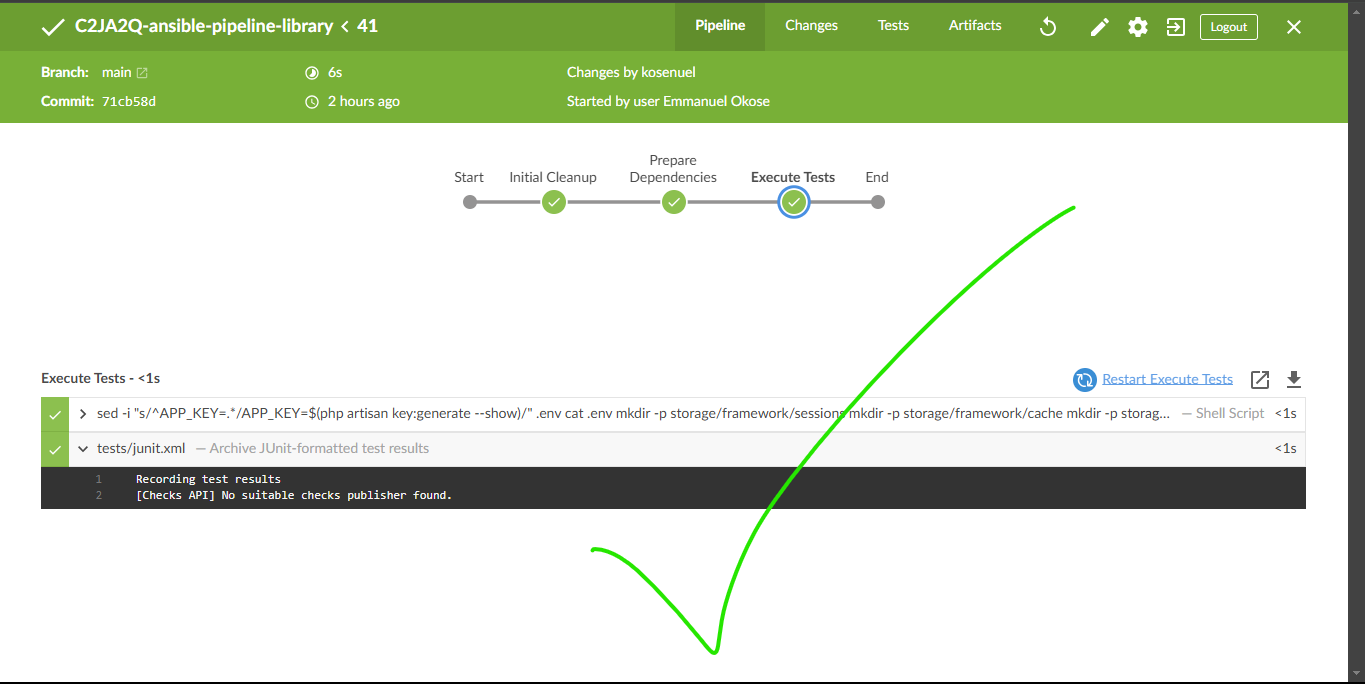 C2JA2Q-ansible-pipeline-library < 41
Pipeline Changes Tests Artifacts Logout
Branch: main 6s Changes by kosenuel
Commit: 71cb58d 2 hours ago Started by user Emmanuel Okose
Start Initial Cleanup Prepare Dependencies Execute Tests End
Execute Tests - <1s Restart Execute Tests
sed -i "s/^APP_KEY=.*/APP_KEY=$(php artisan key:generate --show)/" .env cat .env mkdir -p storage/framework/sessions mkdir -p storage/framework/cache mkdir -p storag... — Shell Script <1s
tests/junit.xml — Archive JUnit-formatted test results <1s
1 Recording test results
2 [Checks API] No suitable checks publisher found.